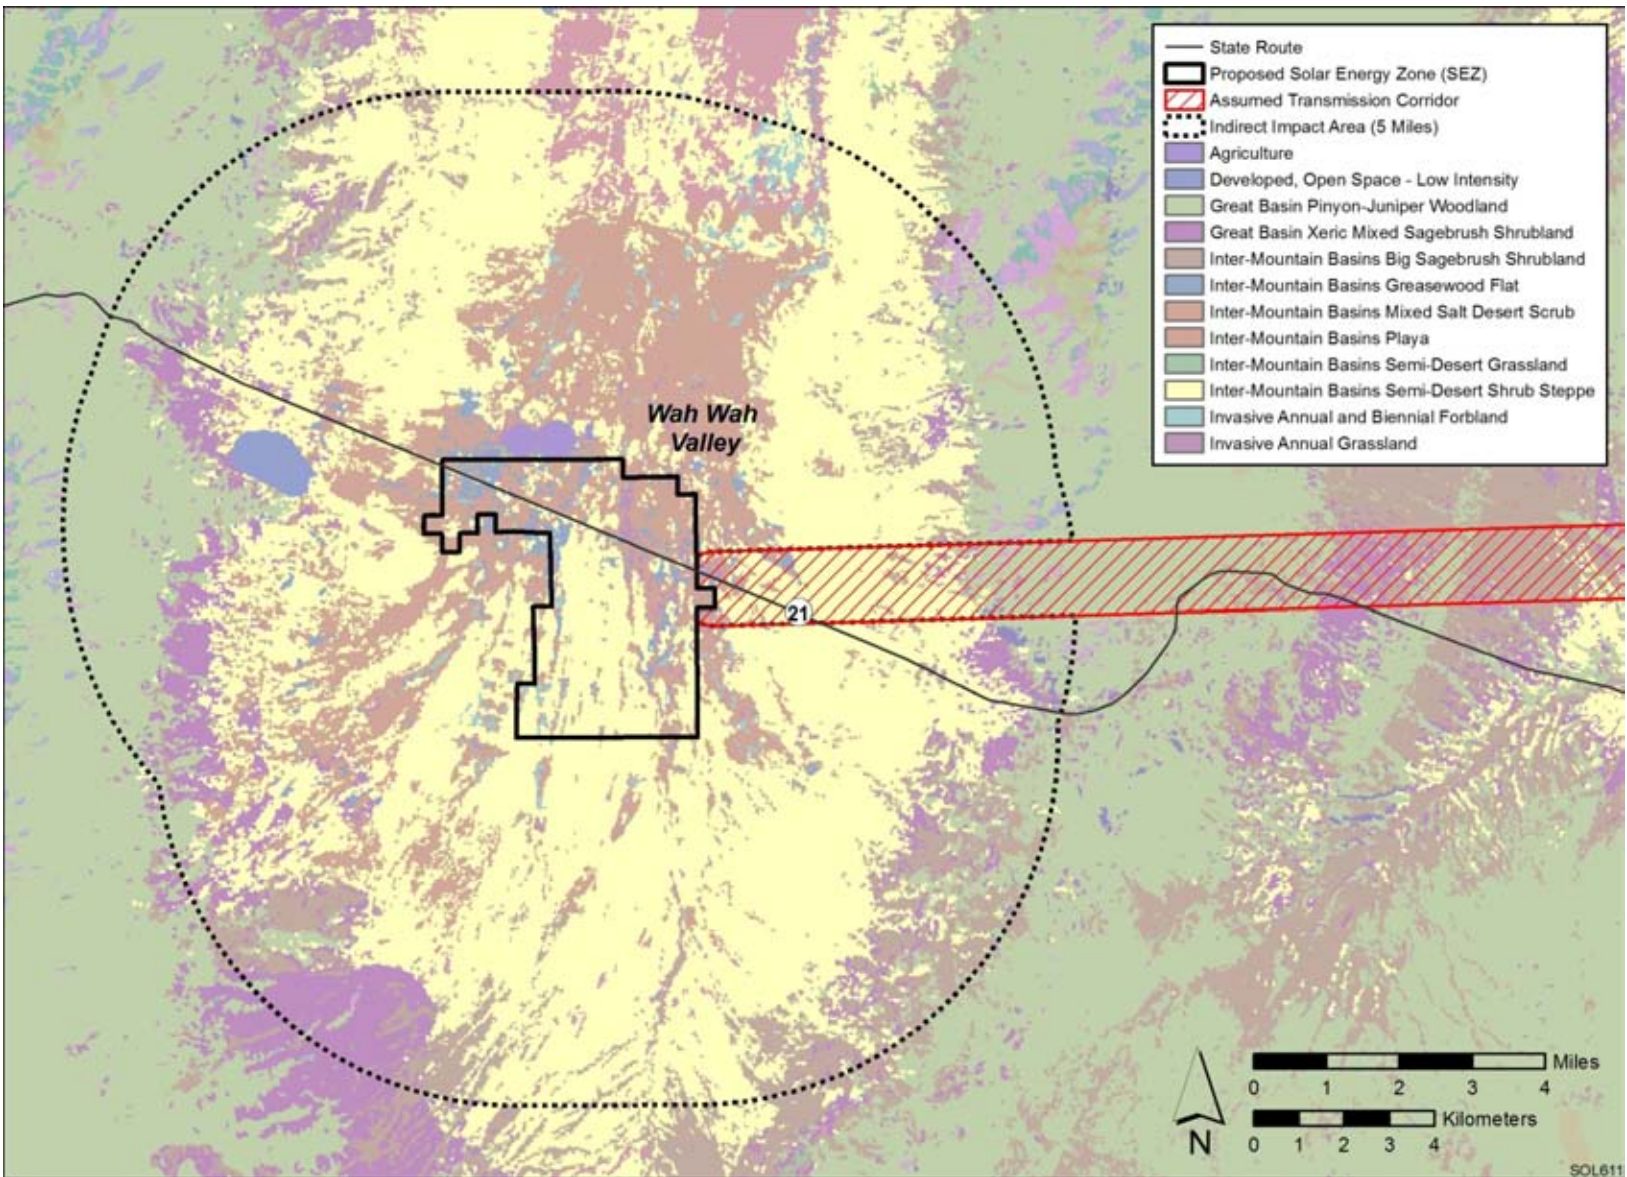 State Route
Proposed Solar Energy Zone (SEZ)
Assumed Transmission Corridor
Indirect Impact Area (5 Miles)
Agriculture
Developed, Open Space - Low Intensity
Great Basin Pinyon-Juniper Woodland
Great Basin Xeric Mixed Sagebrush Shrubland
Inter-Mountain Basins Big Sagebrush Shrubland
Inter-Mountain Basins Greasewood Flat
Inter-Mountain Basins Mixed Salt Desert Scrub
Inter-Mountain Basins Playa
Inter-Mountain Basins Semi-Desert Grassland
Inter-Mountain Basins Semi-Desert Shrub Steppe
Invasive Annual and Biennial Forbland
Invasive Annual Grassland
Wah Wah
Valley
21
Miles
0 1 2 3 4
Kilometers
0 1 2 3 4
N
SOL611